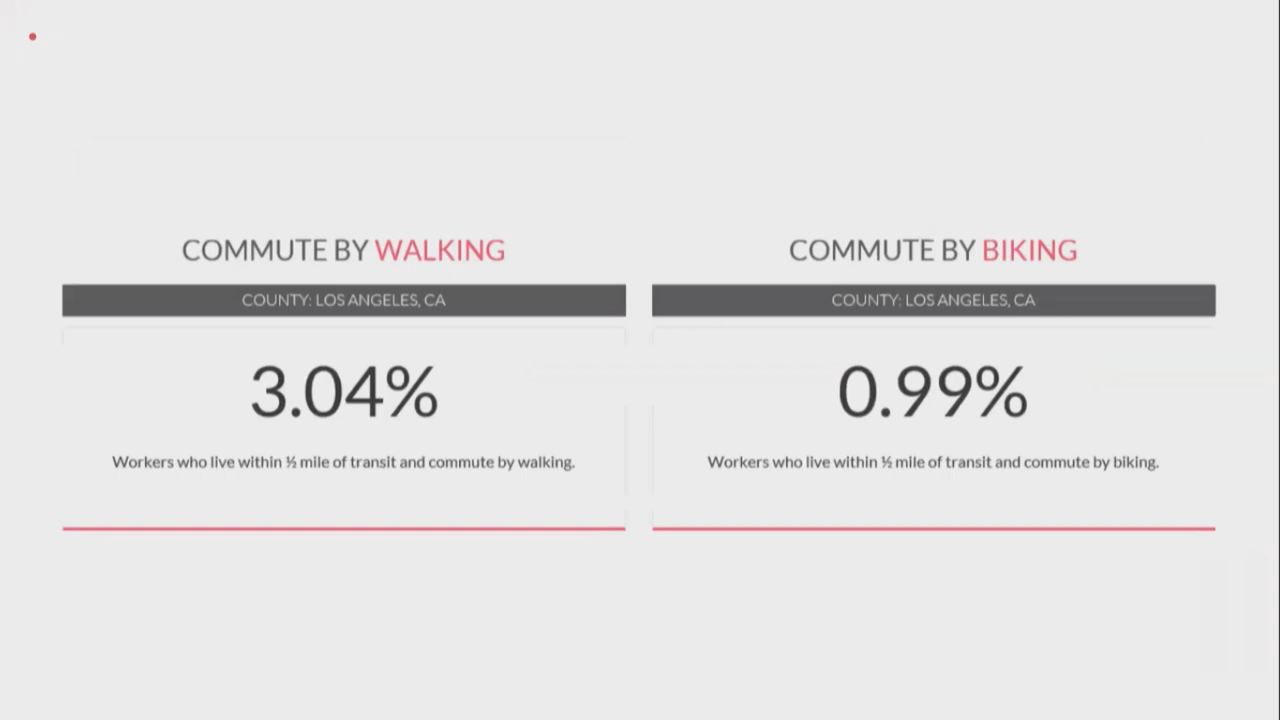 COMMUTE BY WALKING
COUNTY: LOS ANGELES, CA
3.04%
Workers who live within ½ mile of transit and commute by walking.
COMMUTE BY BIKING
COUNTY: LOS ANGELES, CA
0.99%
Workers who live within ½ mile of transit and commute by biking.